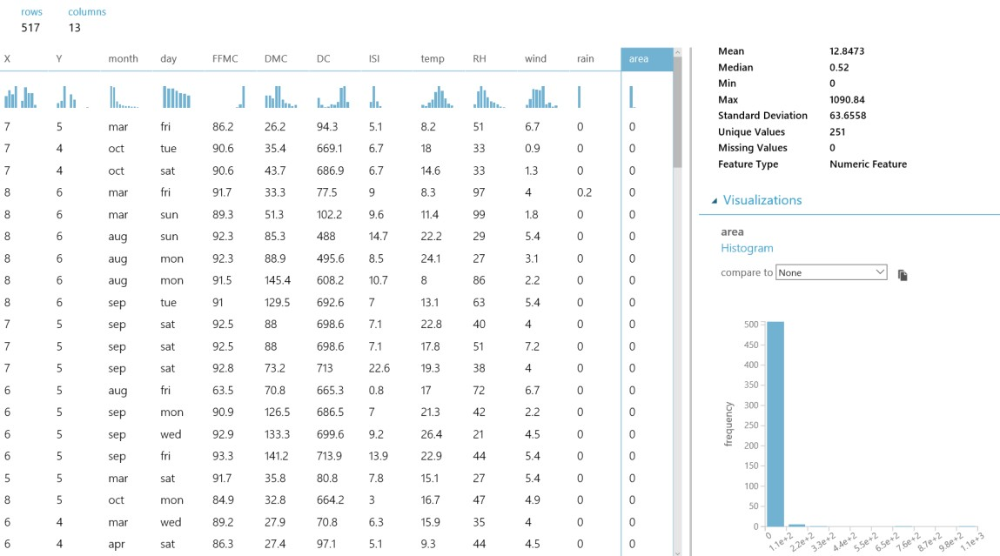 rows columns
517 13
X Y month day FFMC DMC DC ISI temp RH wind rain area
7 5 mar fri 86.2 26.2 94.3 5.1 8.2 51 6.7 0 0
7 4 oct tue 90.6 35.4 669.1 6.7 18 33 0.9 0 0
7 4 oct sat 90.6 43.7 686.9 6.7 14.6 33 1.3 0 0
8 6 mar fri 91.7 33.3 77.5 9 8.3 97 4 0.2 0
8 6 mar sun 89.3 51.3 102.2 9.6 11.4 99 1.8 0 0
8 6 aug sun 92.3 85.3 488 14.7 22.2 29 5.4 0 0
8 6 aug mon 92.3 88.9 495.6 8.5 24.1 27 3.1 0 0
8 6 aug mon 91.5 145.4 608.2 10.7 8 86 2.2 0 0
8 6 sep tue 91 129.5 692.6 7 13.1 63 5.4 0 0
7 5 sep sat 92.5 88 698.6 7.1 22.8 40 4 0 0
7 5 sep sat 92.5 88 698.6 7.1 17.8 51 7.2 0 0
7 5 sep sat 92.8 73.2 713 22.6 19.3 38 4 0 0
6 5 aug fri 63.5 70.8 665.3 0.8 17 72 6.7 0 0
6 5 sep mon 90.9 126.5 686.5 7 21.3 42 2.2 0 0
6 5 sep wed 92.9 133.3 699.6 9.2 26.4 21 4.5 0 0
6 5 sep fri 93.3 141.2 713.9 13.9 22.9 44 5.4 0 0
5 5 mar sat 91.7 35.8 80.8 7.8 15.1 27 5.4 0 0
8 5 oct mon 84.9 32.8 664.2 3 16.7 47 4.9 0 0
6 4 mar wed 89.2 27.9 70.8 6.3 15.9 35 4 0 0
6 4 apr sat 86.3 27.4 97.1 5.1 9.3 44 4.5 0 0
Mean 12.8473
Median 0.52
Min 0
Max 1090.84
Standard Deviation 63.6558
Unique Values 251
Missing Values 0
Feature Type Numeric Feature
Visualizations
area
Histogram
compare to None
500
450
400
350
300
250
200
150
100
50
0
frequency
0 1.1e+2 2.2e+2 3.3e+2 4.4e+2 5.5e+2 6.5e+2 7.6e+2 8.7e+2 9.8e+2 1.1e+3